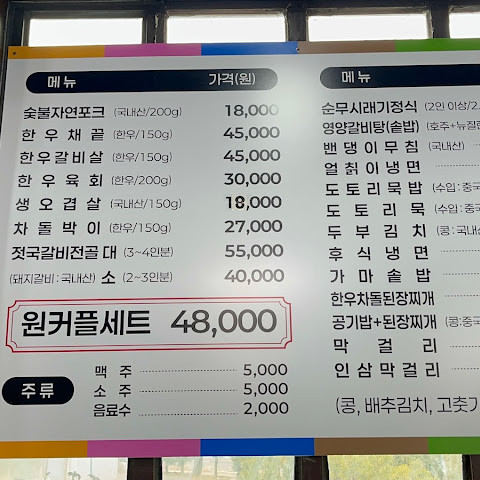 메뉴 가격(원)
숯불자연포크 (국내산/200g) 18,000
한우채끝 (한우/150g) 45,000
한우갈비살 (한우/150g) 45,000
한우육회 (한우/200g) 30,000
생오겹살 (국내산/150g) 18,000
차돌박이 (한우/150g) 27,000
젓국갈비전골 대 (3~4인분) 55,000
(돼지갈비:국내산) 소 (2~3인분) 40,000
원커플세트 48,000
주류
맥주 5,000
소주 5,000
음료수 2,000
메뉴
순무시래기정식 (2인 이상/2
영양갈비탕(솥밥) (호주+뉴질
밴댕이무침 (국내산)
얼칡이냉면
도토리묵밥 (수입:중국
도토리묵 (수입:중
두부김치 (콩:국내
후식냉면
가마솥밥
한우차돌된장찌개
공기밥+된장찌개 (콩:중국
막걸리
인삼막걸리
(콩, 배추김치, 고춧가